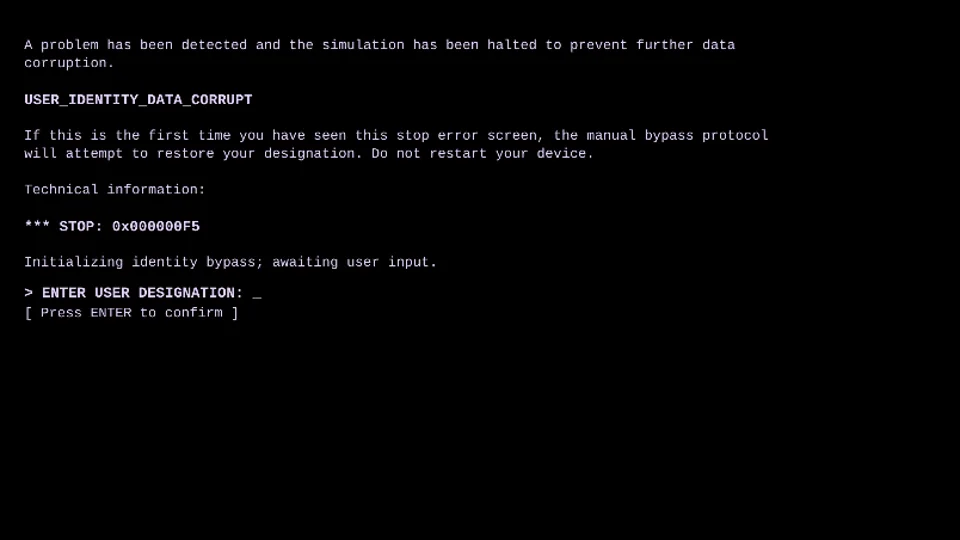 A problem has been detected and the simulation has been halted to prevent further data
corruption.
USER_IDENTITY_DATA_CORRUPT
If this is the first time you have seen this stop error screen, the manual bypass protocol
will attempt to restore your designation. Do not restart your device.
Technical information:
*** STOP: 0x000000F5
Initializing identity bypass; awaiting user input.
> ENTER USER DESIGNATION: _
[ Press ENTER to confirm ]